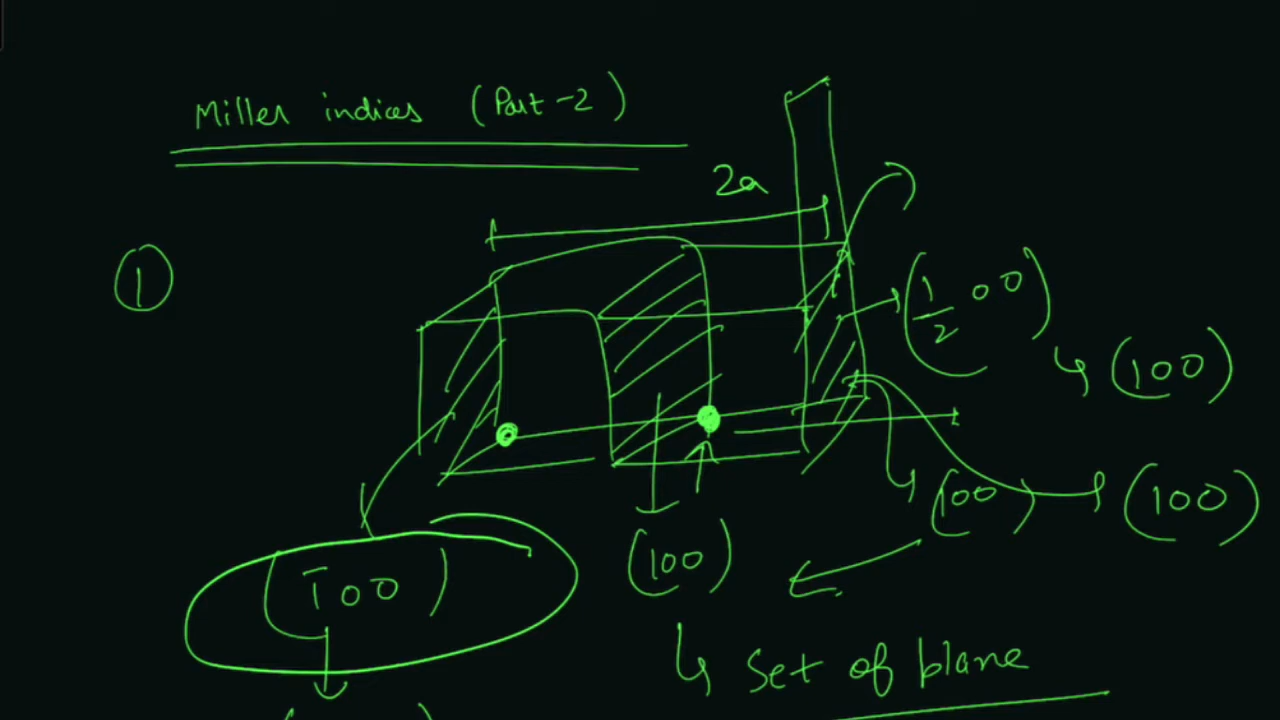 Miller indices (Part-2)
2a
①
(1/2 0 0)
↳ (100)
(100)
(100)
(100)
(1̅00)
↳ Set of plane